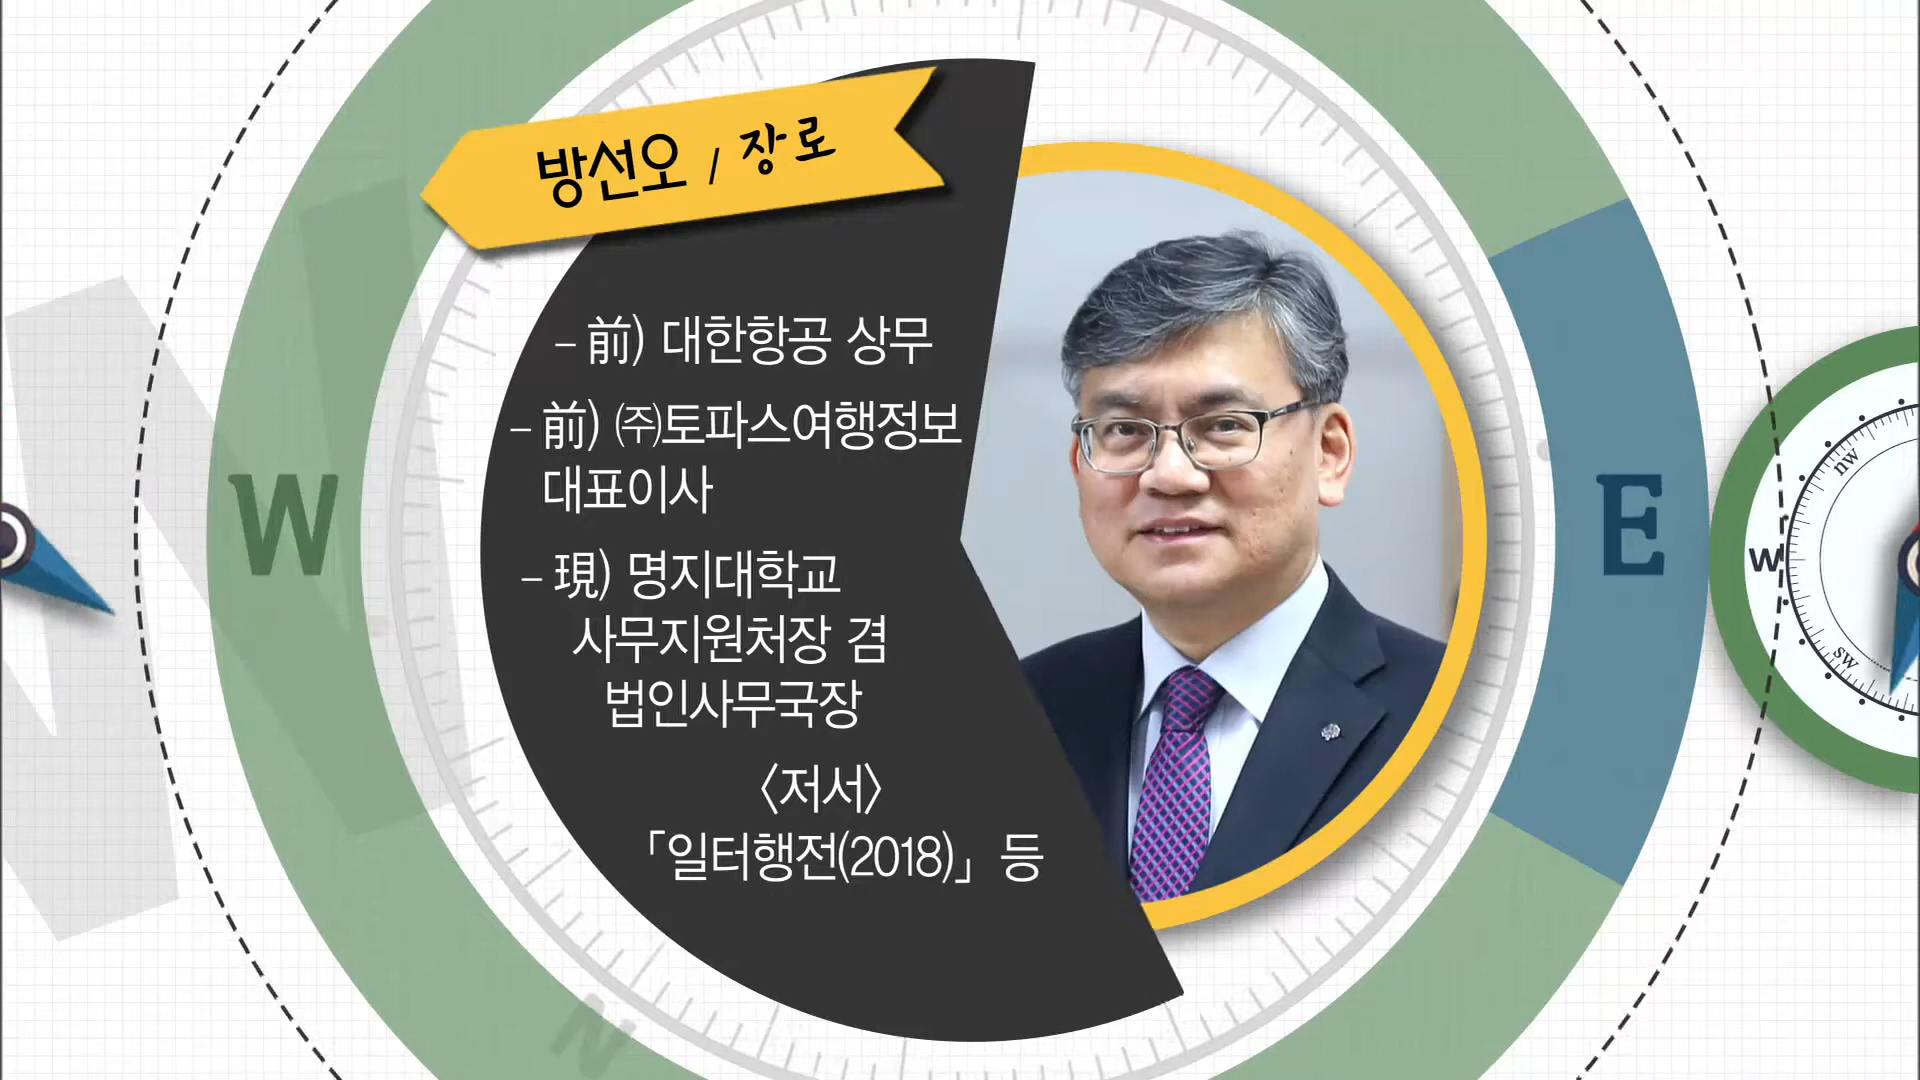 방선오 / 장로
– 前) 대한항공 상무
– 前) ㈜토파스여행정보
대표이사
– 現) 명지대학교
사무지원처장 겸
법인사무국장
〈저서〉
「일터행전(2018)」 등
W
E
N
W
NW
SW